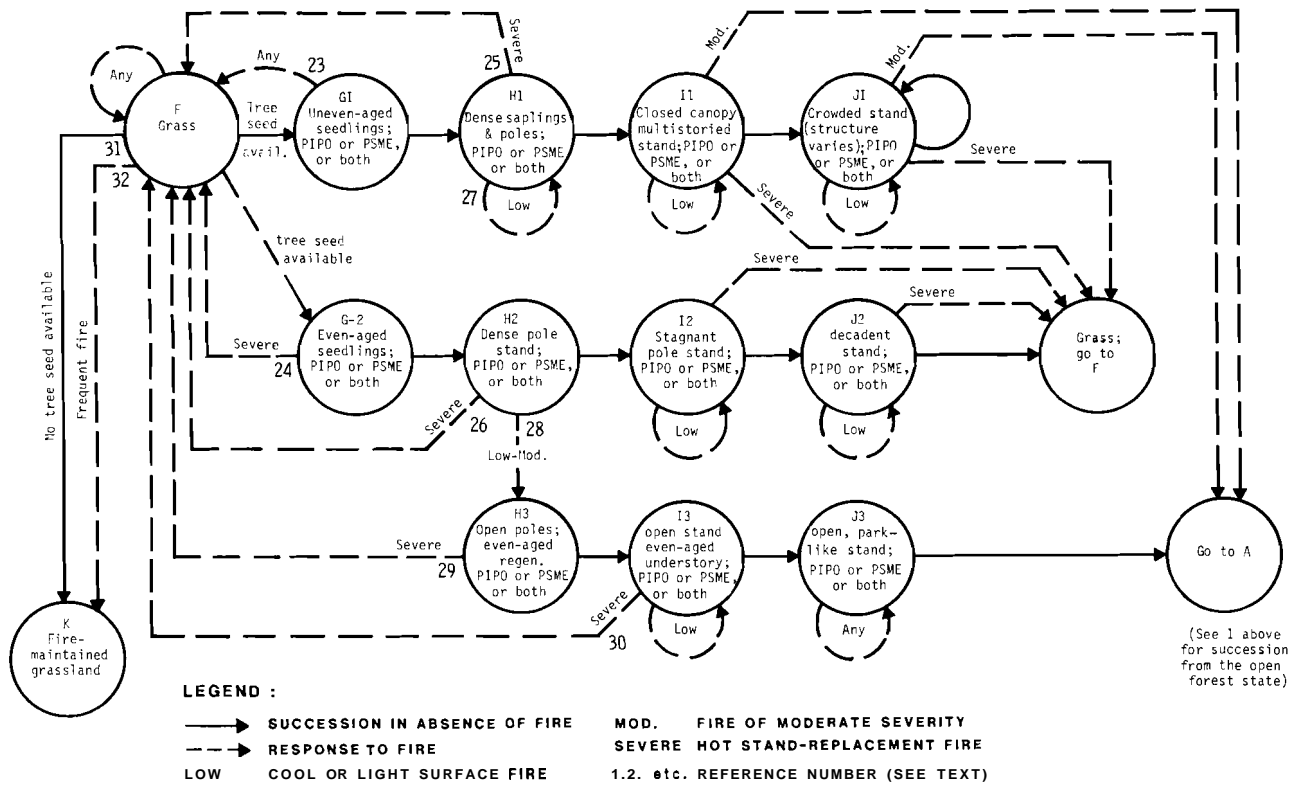 Any
F
Grass
Any
23
Tree
seed
avail.
GI
Uneven-aged
seedlings;
PIPO or PSME,
or both
Severe
25
H1
Dense saplings
& poles;
PIPO or PSME,
or both
27
Low
Mod.
I1
Closed canopy
multistoried
stand;PIPO or
PSME, or
both
Low
Severe
Mod.
JI
Crowded stand
(structure
varies);PIPO
or PSME, or
both
Low
Severe
31
32
No tree seed available
Frequent fire
tree seed
available
G-2
Even-aged
seedlings;
PIPO or PSME
or both
Severe
24
H2
Dense pole
stand;
PIPO or PSME,
or both
Severe
26
28
Low-Mod.
I2
Stagnant
pole stand;
PIPO or PSME,
or both
Severe
Low
J2
decadent
stand;
PIPO or PSME,
or both
Severe
Low
Grass;
go to
F
H3
Open poles;
even-aged
regen.
PIPO or PSME
or both
Severe
29
I3
open stand
even-aged
understory;
PIPO or PSME,
or both
Severe
30
Low
J3
open, park-
like stand;
PIPO or PSME
or both
Any
Go to A
(See 1 above
for succession
from the open
forest state)
K
Fire-
maintained
grassland
LEGEND :
SUCCESSION IN ABSENCE OF FIRE
RESPONSE TO FIRE
LOW COOL OR LIGHT SURFACE FIRE
MOD. FIRE OF MODERATE SEVERITY
SEVERE HOT STAND-REPLACEMENT FIRE
1.2. etc. REFERENCE NUMBER (SEE TEXT)